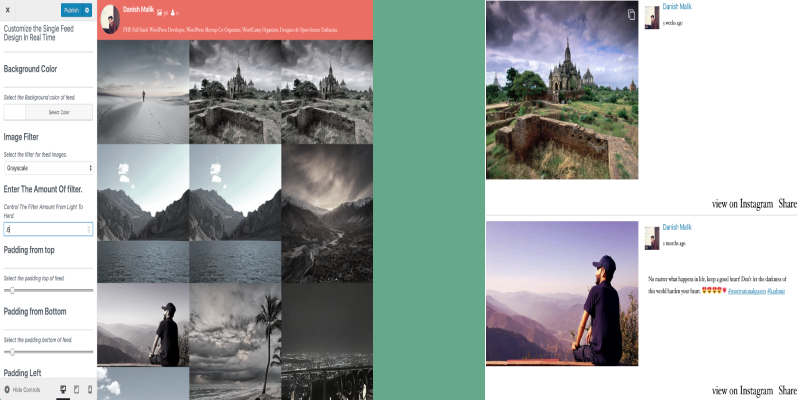 X
Publish
Customize the Single Feed
Design In Real Time
Background Color
Select the Background color of feed.
Select Color
Image Filter
Select the filter for feed images.
Grayscale
Enter The Amount Of filter.
Control The Filter Amount From Light To
Hard.
.6
Padding from top
Select the padding top of feed.
Padding from Bottom
Select the padding bottom of feed.
Padding Left
Hide Controls
Danish Malik
PHP Full Stack WordPress Developer, WordPress Meetup Co-Organizer, WordCamp Organizer, Designer & Open Source Enthusiast.
Danish Malik
3 weeks ago
view on Instagram Share
Danish Malik
2 months ago
No matter what happens in life, keep a good heart! Don't let the darkness of
this world harden your heart. 😍😍😍😍❤ #motivationalquotes #kashmir
view on Instagram Share